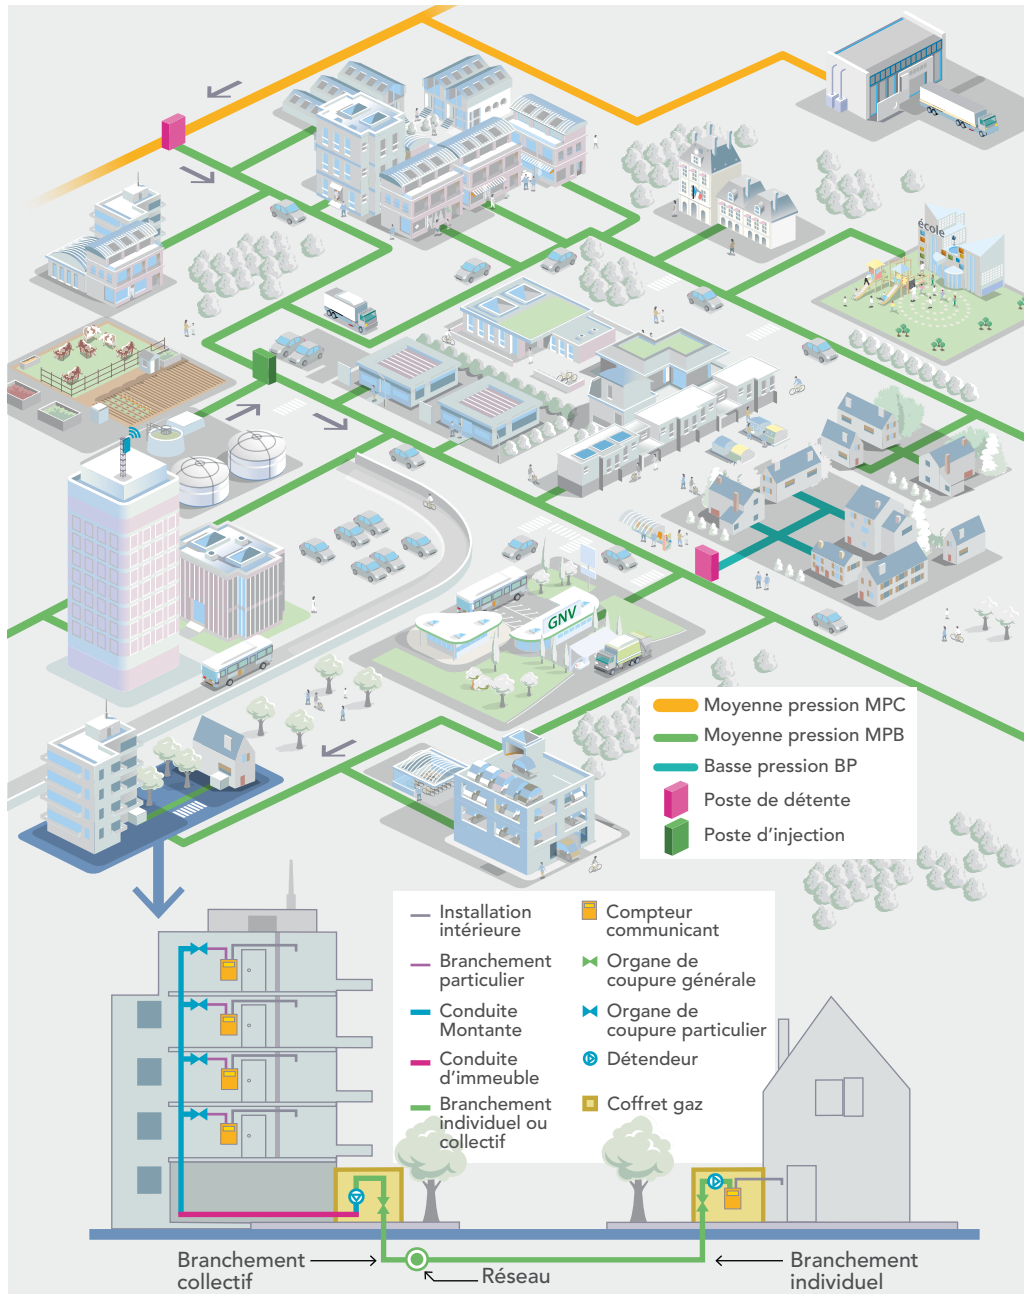 école
GNV
Moyenne pression MPC
Moyenne pression MPB
Basse pression BP
Poste de détente
Poste d'injection
Installation
intérieure
Branchement
particulier
Conduite
Montante
Conduite
d'immeuble
Branchement
individuel ou
collectif
Compteur
communicant
Organe de
coupure générale
Organe de
coupure particulier
Détendeur
Coffret gaz
Branchement
collectif
Réseau
Branchement
individuel